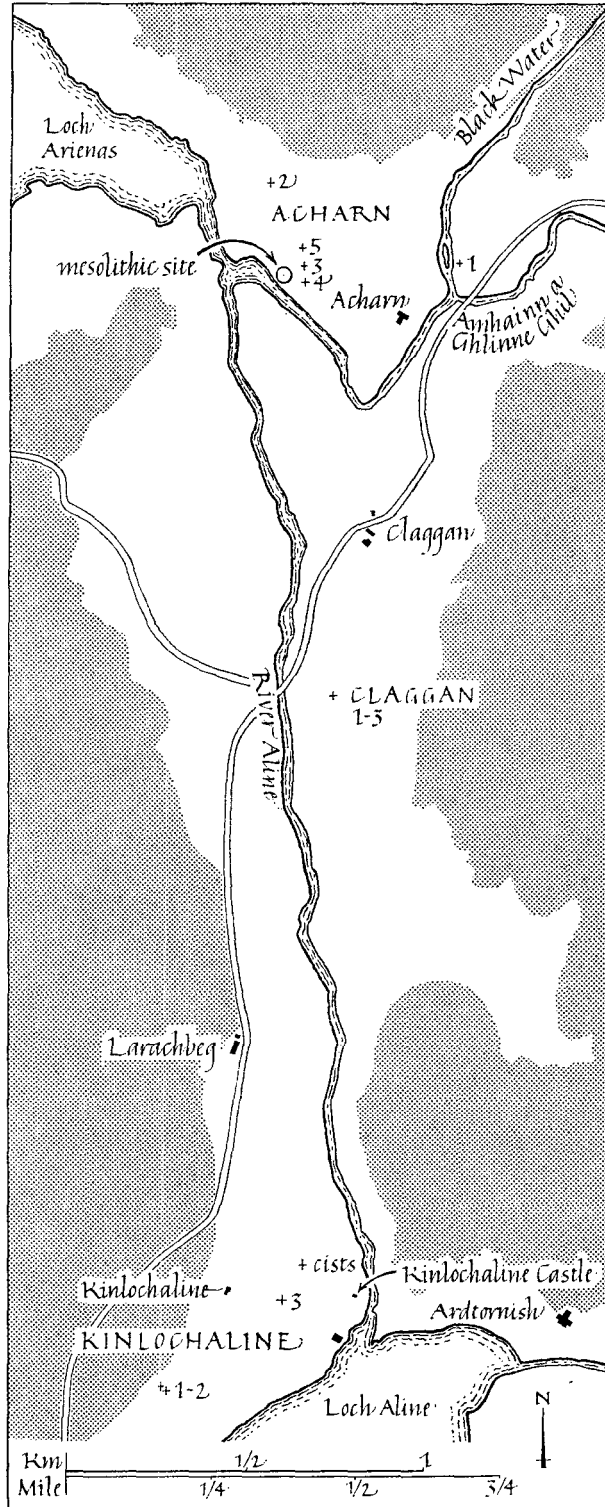 Black Water
Loch
Arienas
+2
ACHARN
+5
mesolithic site
+3
+4
+1
Acharn
Amhainn a
Ghlinne Ghil
Claggan
River Aline
+ CLAGGAN
1-3
Larachbeg
+ cists
Kinlochaline Castle
Kinlochaline
+3
Ardtornish
KINLOCHALINE
+ 1-2
Loch Aline
N
Km 1/2 1
Mile 1/4 1/2 3/4